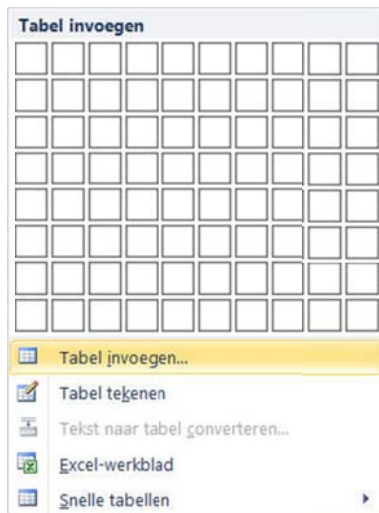 Tabel invoegen
Tabel invoegen...
Tabel tekenen
Tekst naar tabel converteren...
Excel-werkblad
Snelle tabellen